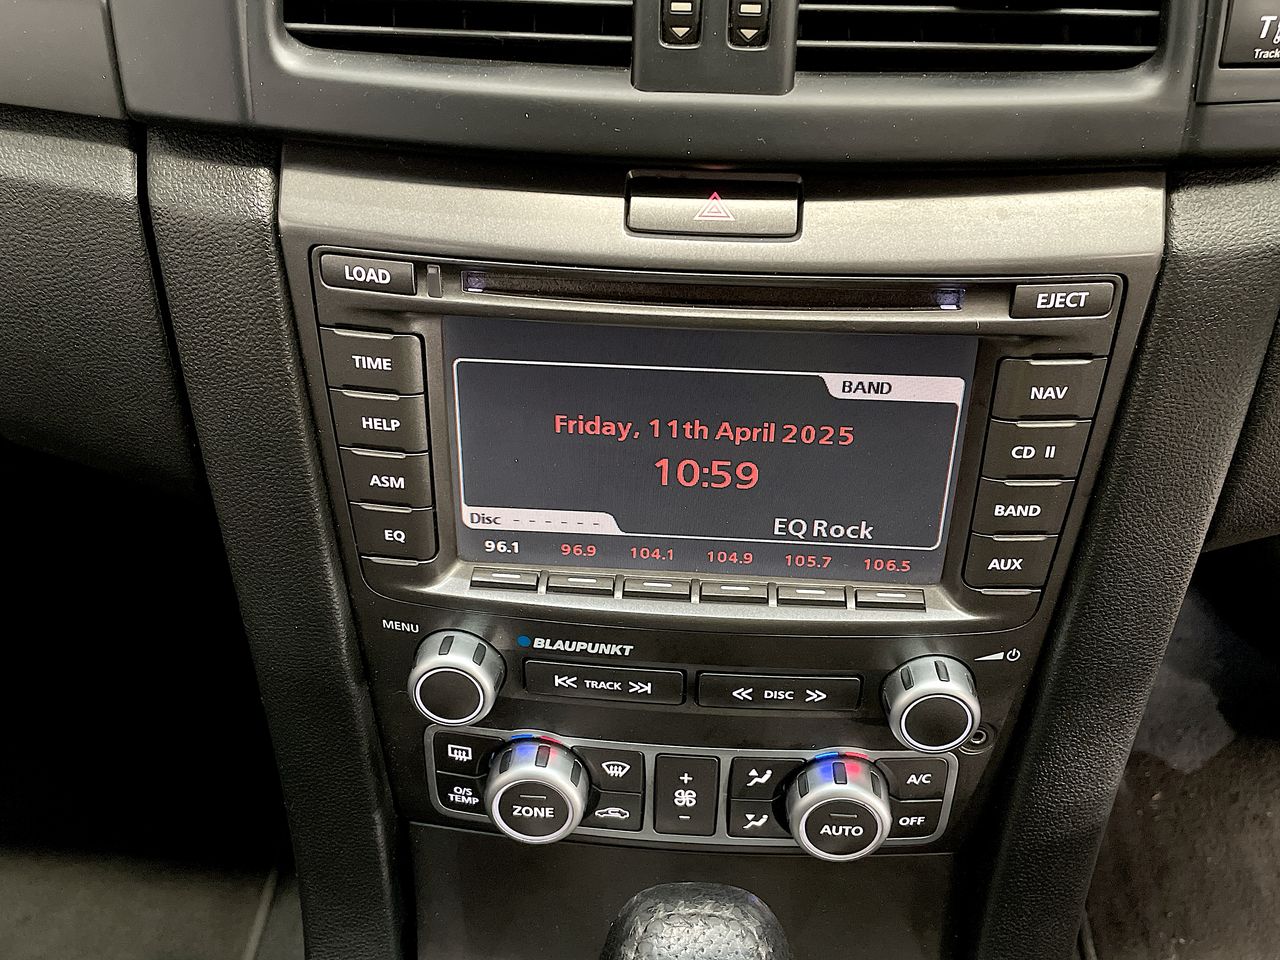 Track
LOAD
EJECT
TIME
HELP
ASM
EQ
BAND
Friday, 11th April 2025
10:59
Disc - - - - - -
EQ Rock
96.1 96.9 104.1 104.9 105.7 106.5
NAV
CD II
BAND
AUX
MENU
BLAUPUNKT
TRACK
DISC
O/S
TEMP
ZONE
+
-
AUTO
A/C
OFF